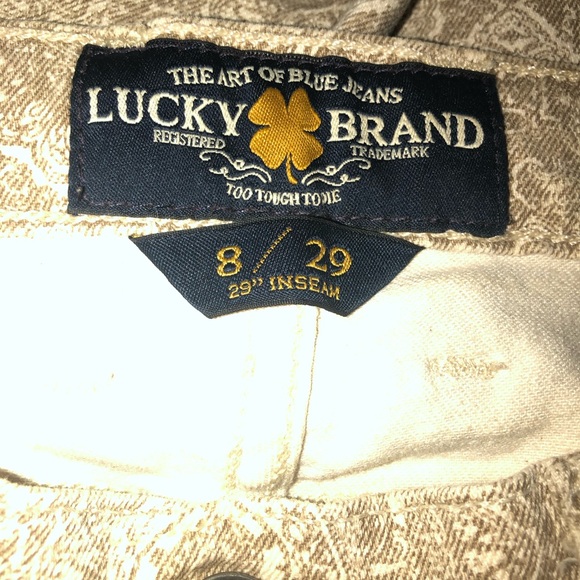 THE ART OF BLUE JEANS
LUCKY BRAND
REGISTERED TRADEMARK
TOO TOUGH TO DIE
8 / 29
29" INSEAM